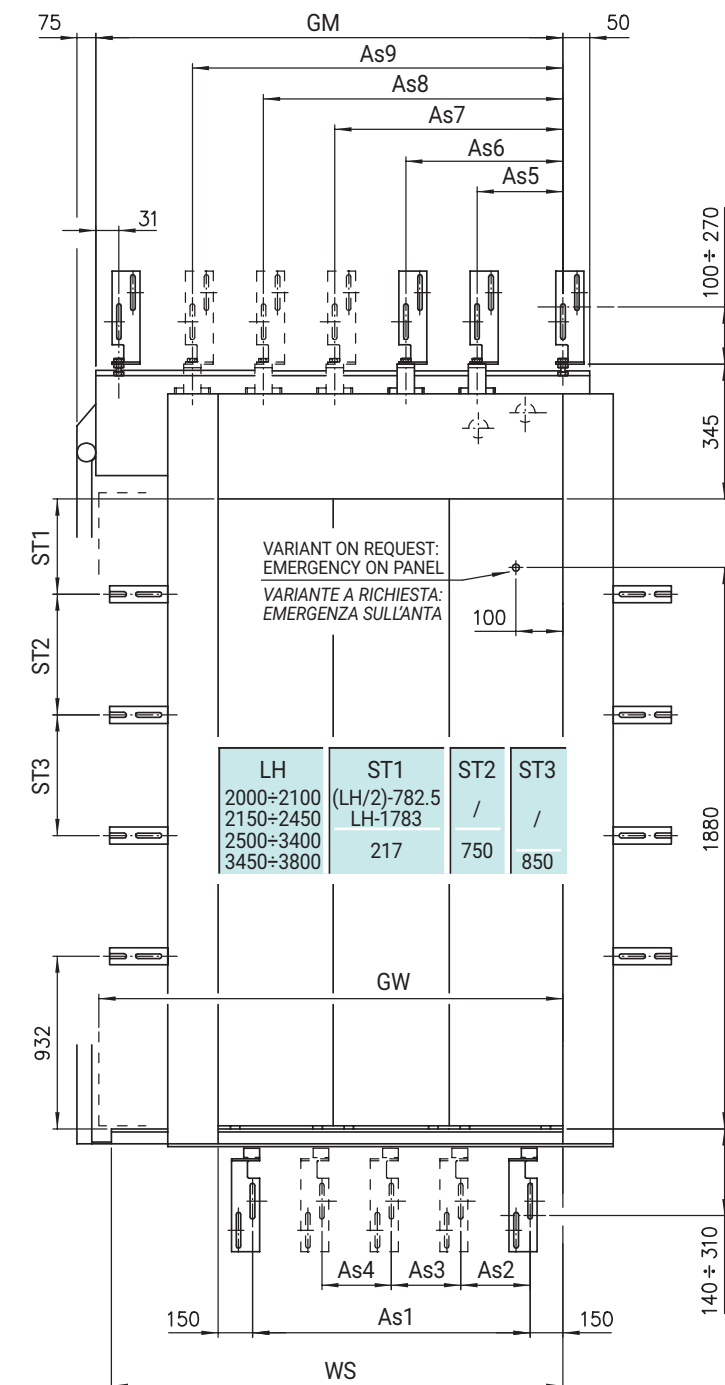 75
GM
50
As9
As8
As7
As6
As5
31
100÷270
345
ST1
ST2
ST3
932
VARIANT ON REQUEST:
EMERGENCY ON PANEL
VARIANTE A RICHIESTA:
EMERGENZA SULL'ANTA
100
1880
LH ST1 ST2 ST3
2000÷2100 (LH/2)-782.5 / /
2150÷2450 LH-1783
2500÷3400 217 750
3450÷3800 850
GW
As4 As3 As2
150 As1 150
140÷310
WS